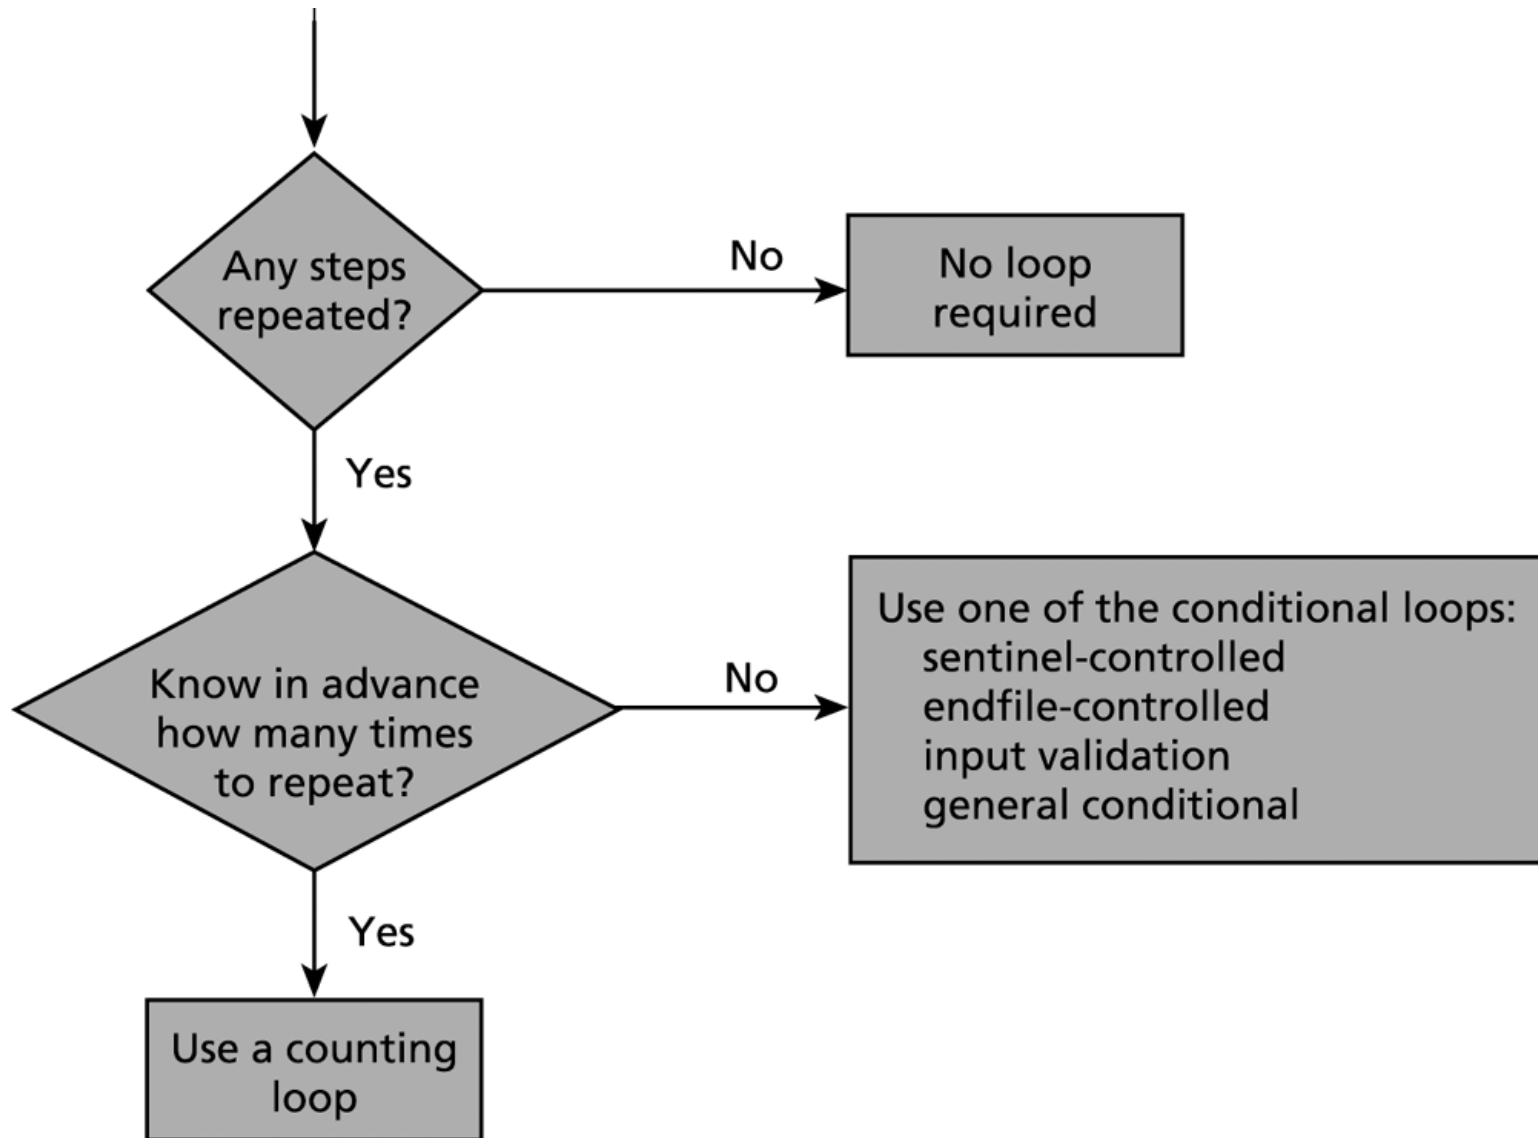 Any steps
repeated?
No
No loop
required
Yes
Know in advance
how many times
to repeat?
No
Use one of the conditional loops:
sentinel-controlled
endfile-controlled
input validation
general conditional
Yes
Use a counting
loop